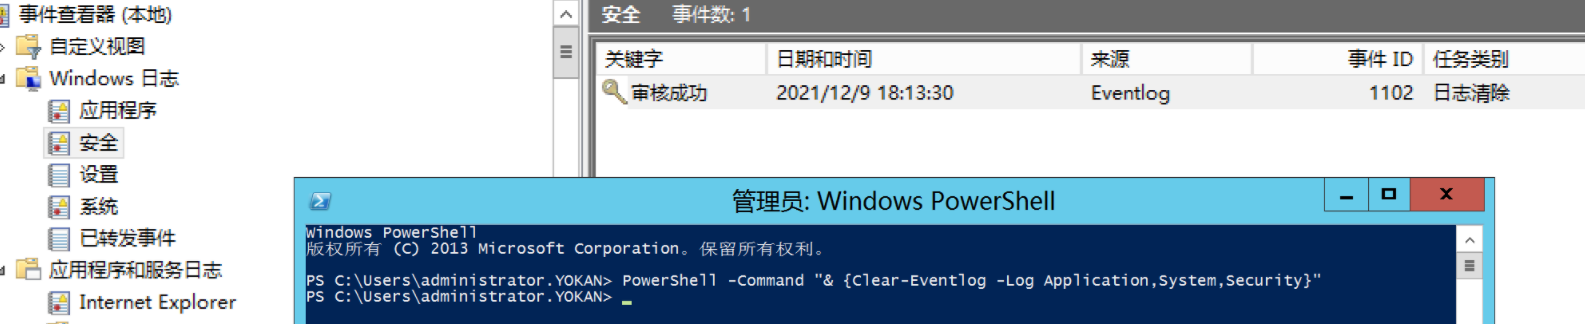 事件查看器 (本地)
自定义视图
Windows 日志
应用程序
安全
设置
系统
已转发事件
应用程序和服务日志
Internet Explorer
安全 事件数: 1
关键字 日期和时间 来源 事件 ID 任务类别
审核成功 2021/12/9 18:13:30 Eventlog 1102 日志清除
管理员: Windows PowerShell
Windows PowerShell
版权所有 (C) 2013 Microsoft Corporation。保留所有权利。
PS C:\Users\administrator.YOKAN> PowerShell -Command "& {Clear-Eventlog -Log Application,System,Security}"
PS C:\Users\administrator.YOKAN>